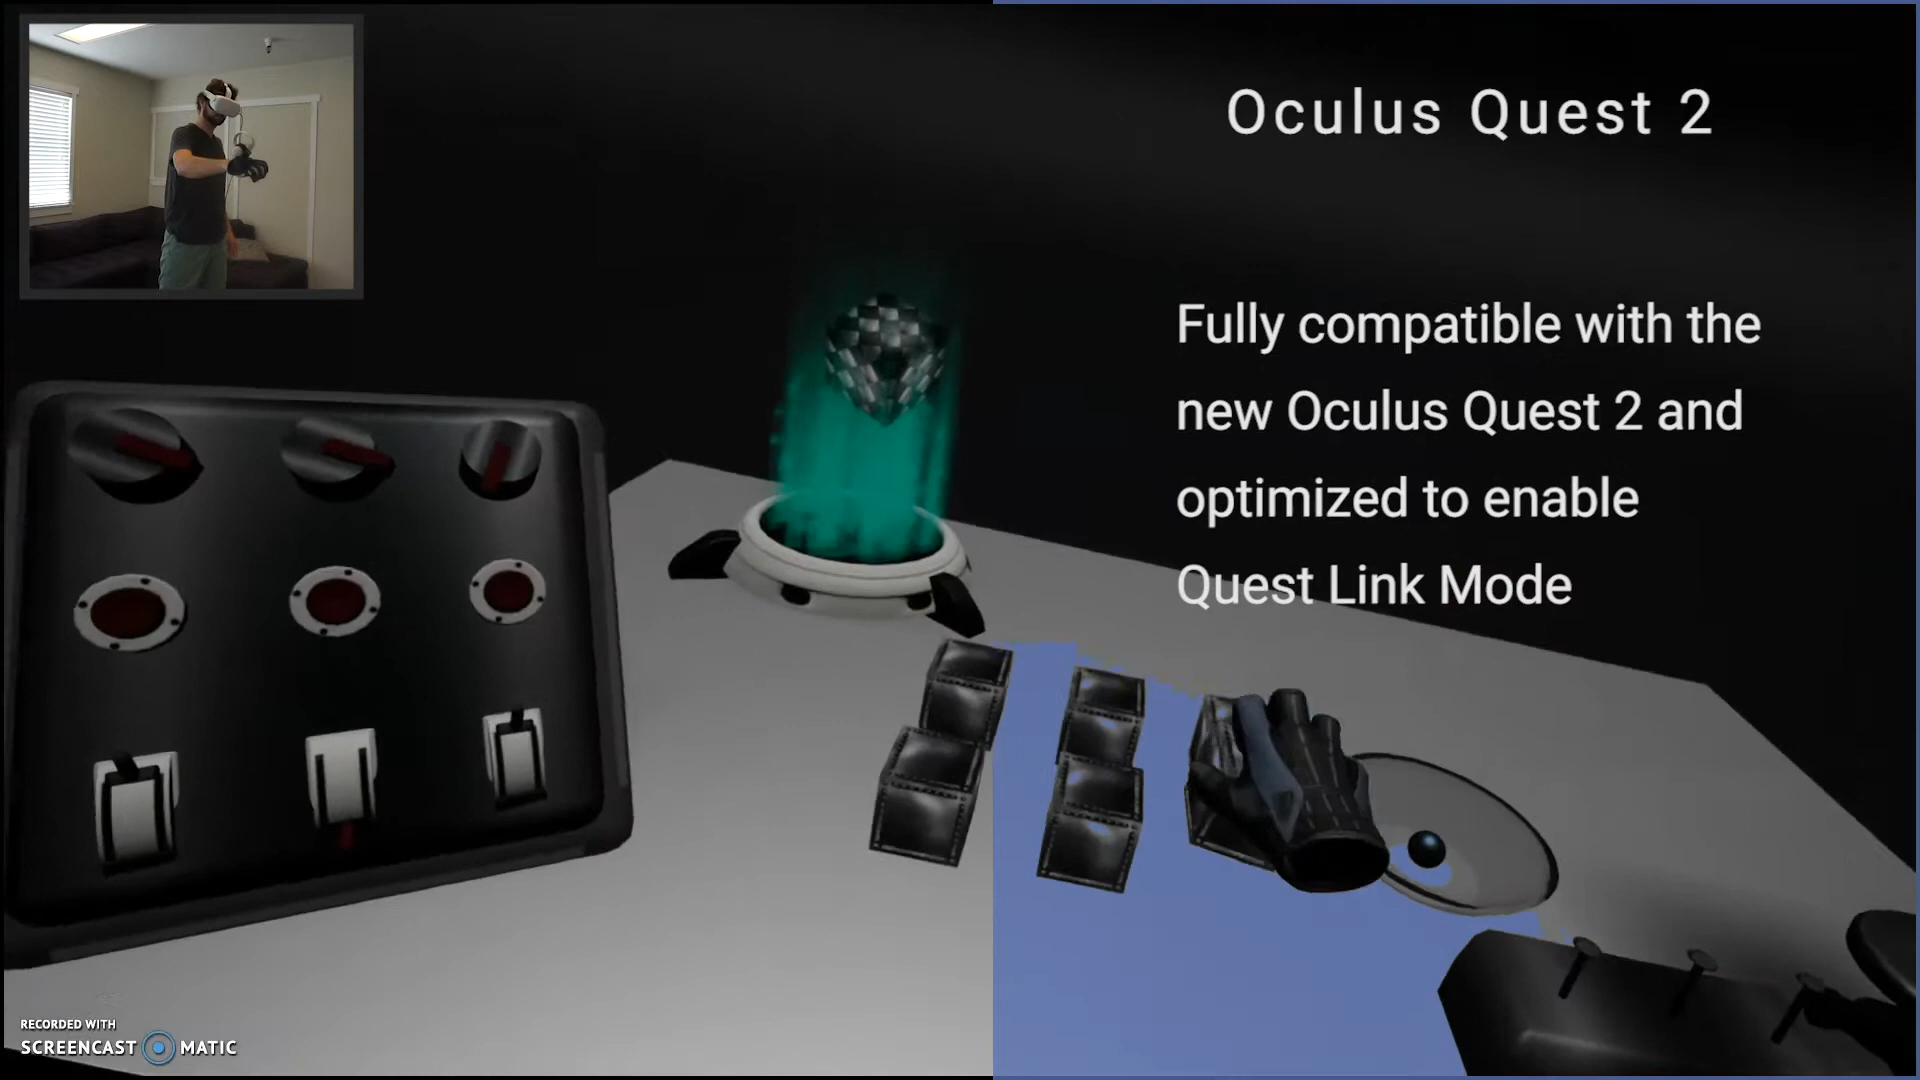 Oculus Quest 2
Fully compatible with the
new Oculus Quest 2 and
optimized to enable
Quest Link Mode
RECORDED WITH
SCREENCAST MATIC